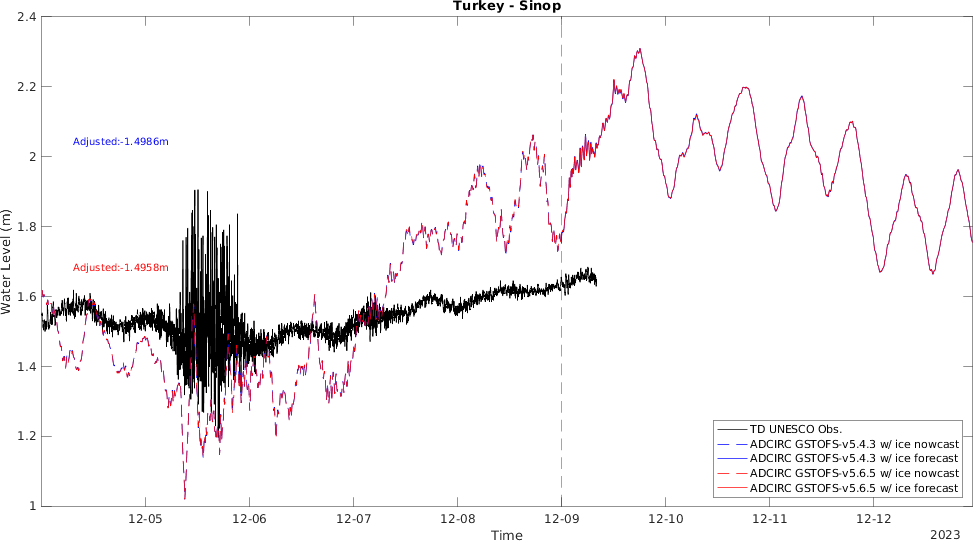 Turkey - Sinop
2.4
2.2
2
1.8
1.6
1.4
1.2
1
Water Level (m)
Adjusted:-1.4986m
Adjusted:-1.4958m
TD UNESCO Obs.
ADCIRC GSTOFS-v5.4.3 w/ ice nowcast
ADCIRC GSTOFS-v5.4.3 w/ ice forecast
ADCIRC GSTOFS-v5.6.5 w/ ice nowcast
ADCIRC GSTOFS-v5.6.5 w/ ice forecast
12-05 12-06 12-07 12-08 12-09 12-10 12-11 12-12
Time
2023